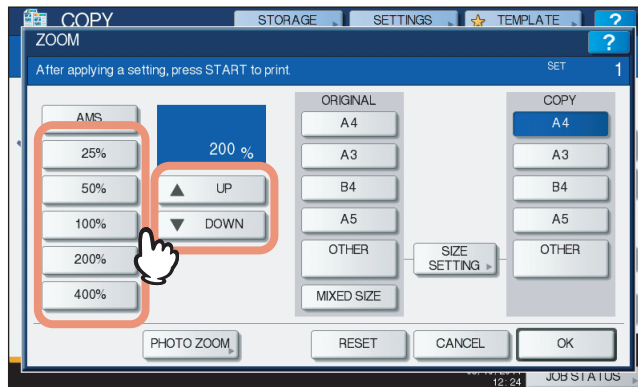 COPY
STORAGE
SETTINGS
TEMPLATE
?
ZOOM
?
After applying a setting, press START to print.
SET 1
ORIGINAL
COPY
AMS
25%
50%
100%
200%
400%
200 %
UP
DOWN
A4
A3
B4
A5
OTHER
MIXED SIZE
SIZE
SETTING
A4
A3
B4
A5
OTHER
PHOTO ZOOM
RESET
CANCEL
OK
12:24
JOB STATUS